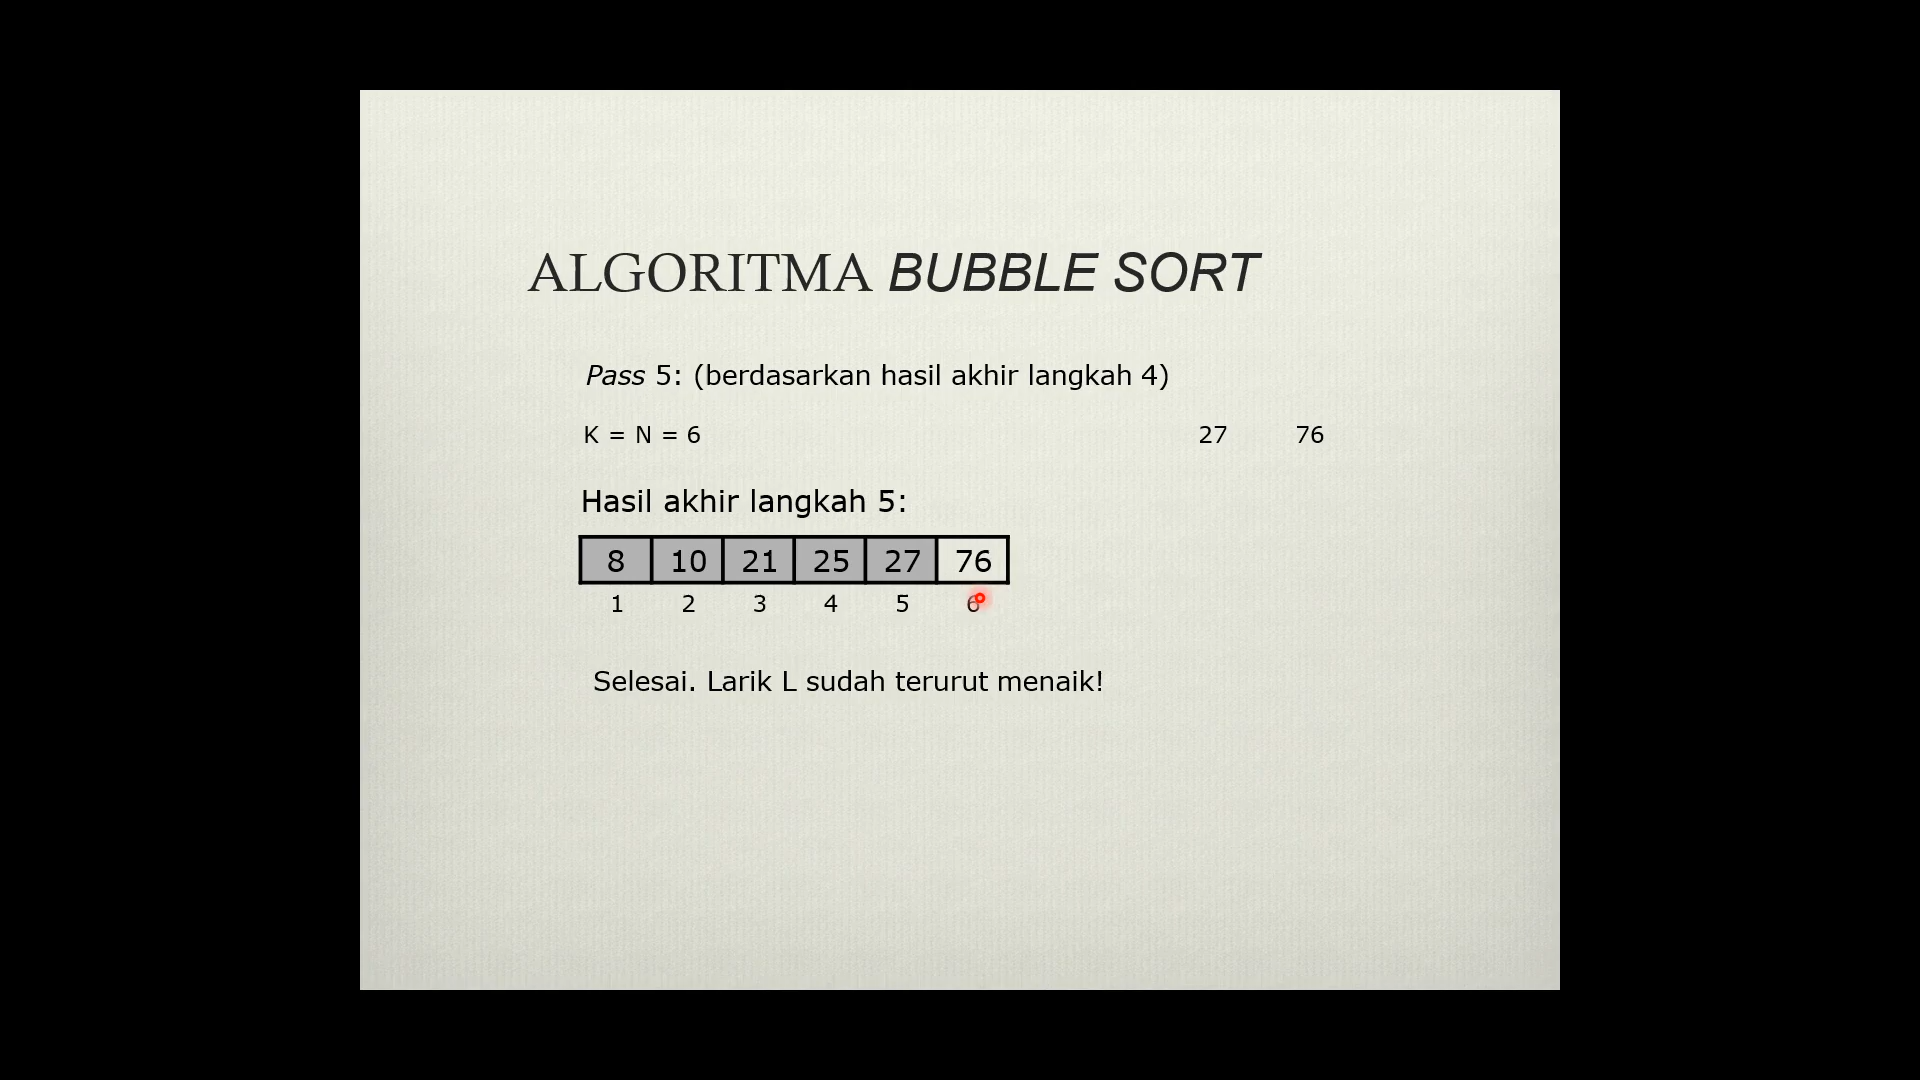 ALGORITMA BUBBLE SORT
Pass 5: (berdasarkan hasil akhir langkah 4)
K = N = 6 27 76
Hasil akhir langkah 5:
8 10 21 25 27 76
1 2 3 4 5 6
Selesai. Larik L sudah terurut menaik!